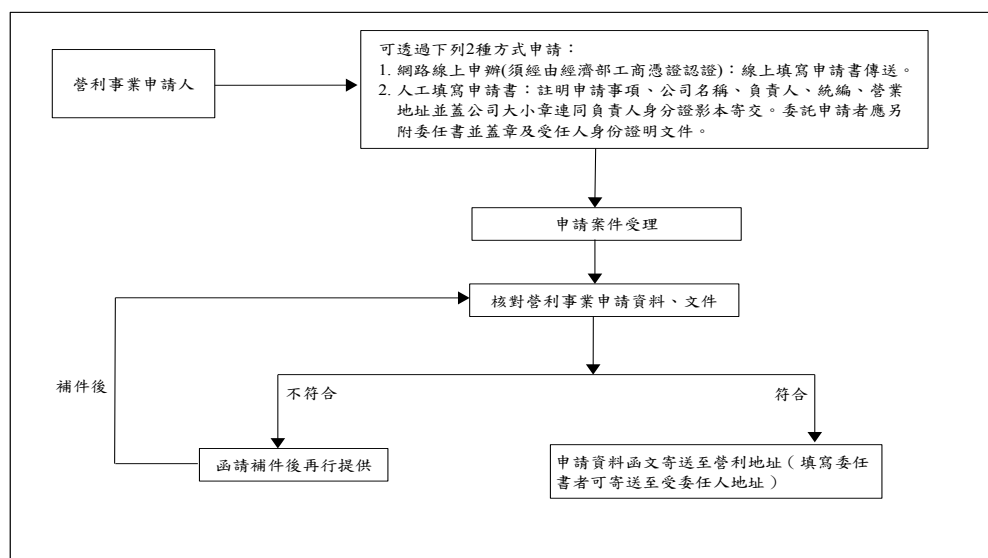 可透過下列2種方式申請：
營利事業申請人
1. 網路線上申辦(須經由經濟部工商憑證認證)：線上填寫申請書傳送。
2. 人工填寫申請書：註明申請事項、公司名稱、負責人、統編、營業
地址並蓋公司大小章連同負責人身分證影本寄交。委託申請者應另
附委任書並蓋章及受任人身份證明文件。
申請案件受理
核對營利事業申請資料、文件
補件後
不符合
符合
函請補件後再行提供
申請資料函文寄送至營利地址（填寫委任
書者可寄送至受委任人地址）